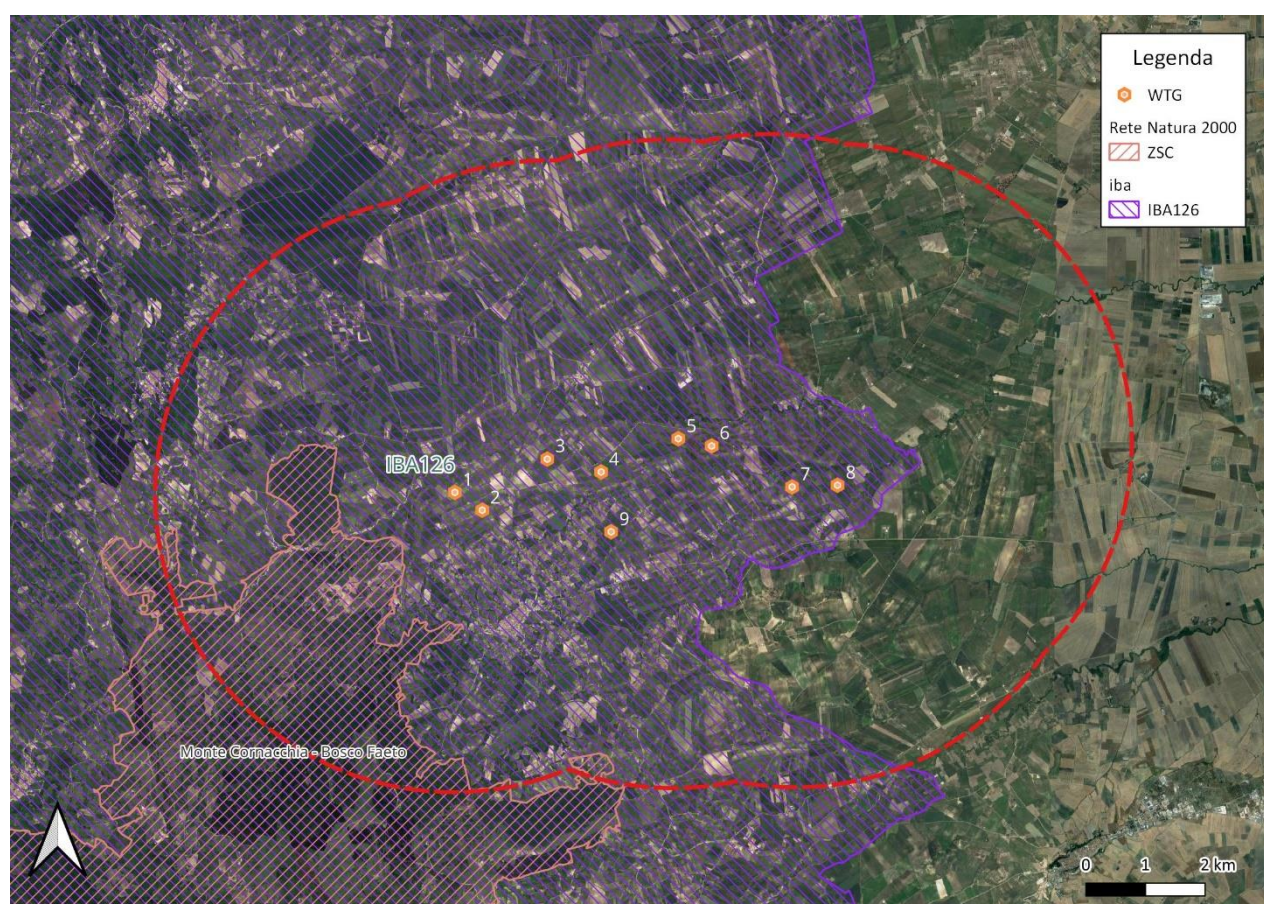 Legenda
WTG
Rete Natura 2000
ZSC
iba
IBA126
5
6
3
4
IBA126
1
2
7
8
9
Monte Cornacchia - Bosco Faeto
0 1 2 km